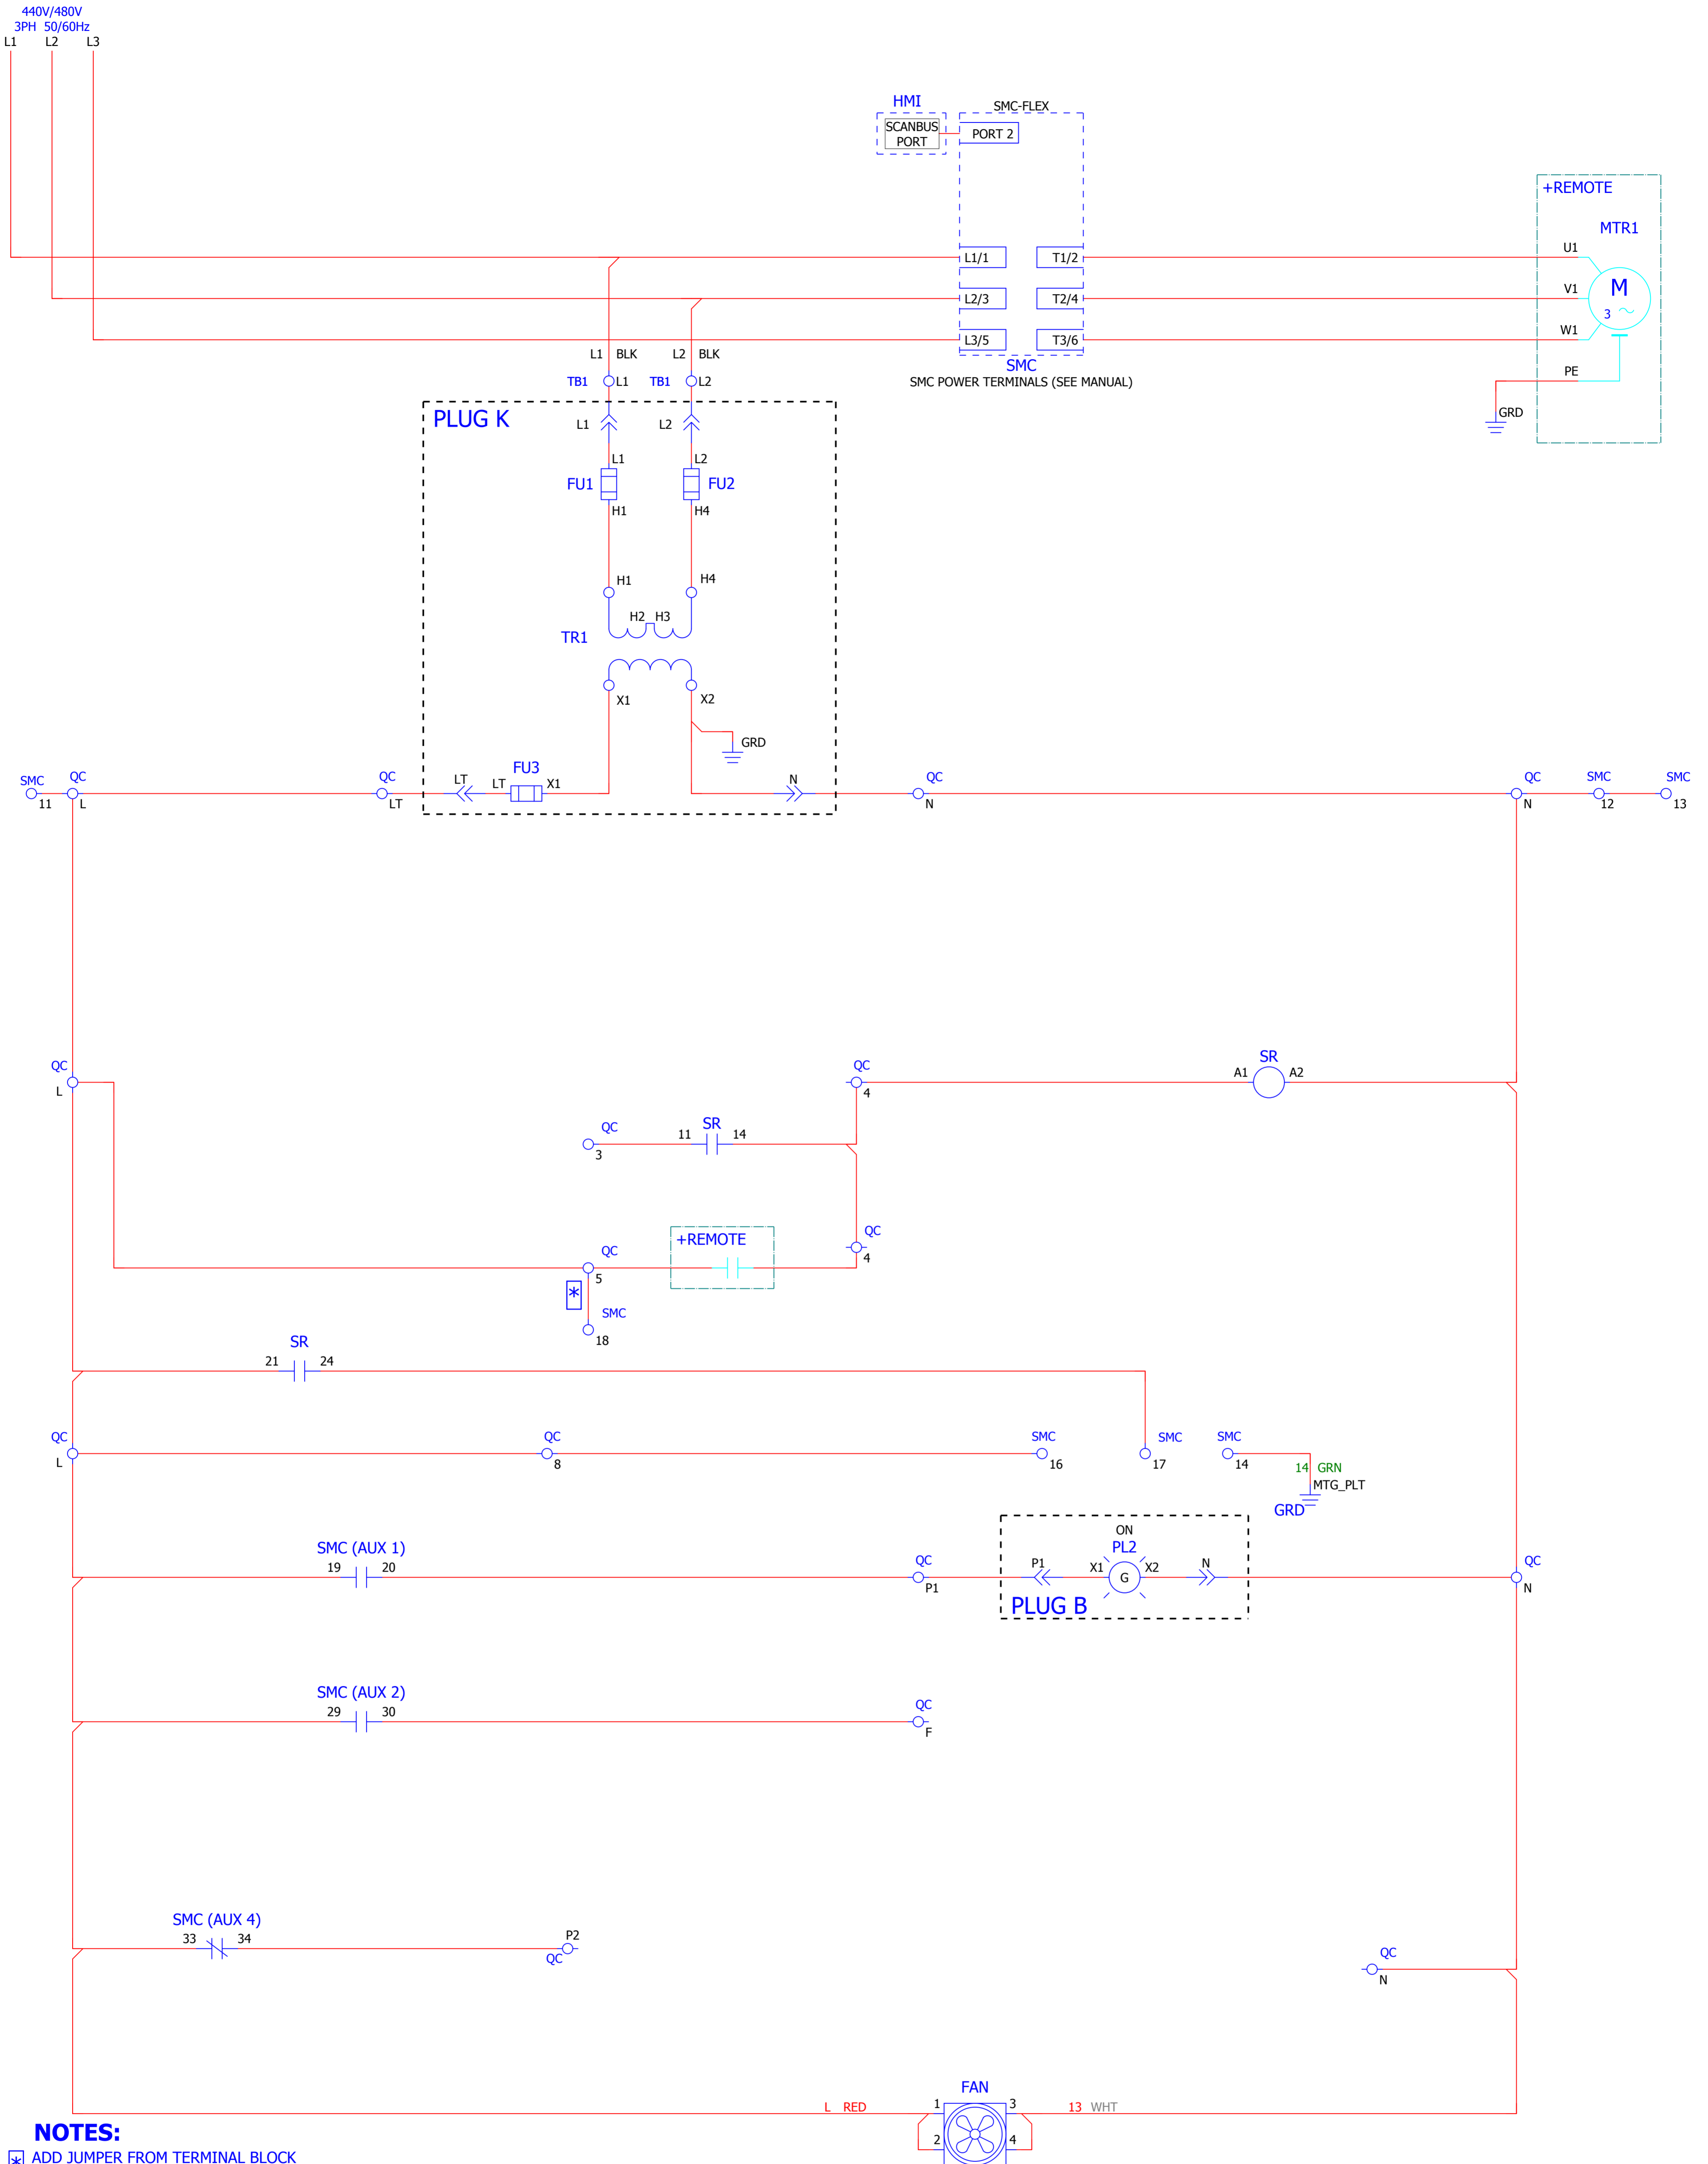 440V/480V
3PH 50/60Hz
L1 L2 L3
HMI
SCANBUS
PORT
SMC-FLEX
PORT 2
+REMOTE
MTR1
L1/1 T1/2 U1
M
3
L2/3 T2/4 V1
L3/5 T3/6 W1
SMC
SMC POWER TERMINALS (SEE MANUAL)
PE
GRD
L1 BLK L2 BLK
TB1 L1 TB1 L2
PLUG K
L1 L2
L1 L2
FU1 FU2
H1 H4
H1 H4
H2 H3
TR1
X1 X2
GRD
SMC QC QC LT LT FU3 X1 N QC QC SMC SMC
11 L LT N N 12 13
QC QC SR
L 4 A1 A2
QC 11 SR 14
3
+REMOTE
QC QC
5 4
*
SMC
18
SR
21 24
QC QC SMC SMC SMC
L 8 16 17 14
14 GRN
MTG_PLT
GRD
SMC (AUX 1)
19 20
QC
P1
ON
PL2
P1 X1 G X2 N
PLUG B
QC
N
SMC (AUX 2)
29 30
QC
F
SMC (AUX 4)
33 34
P2
QC
QC
N
FAN
L RED 1 3 13 WHT
2 4
NOTES:
* ADD JUMPER FROM TERMINAL BLOCK